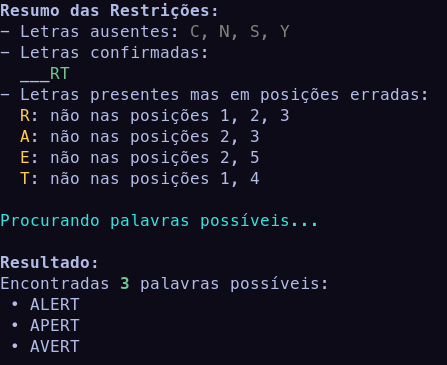 Resumo das Restrições:
- Letras ausentes: C, N, S, Y
- Letras confirmadas:
___RT
- Letras presentes mas em posições erradas:
R: não nas posições 1, 2, 3
A: não nas posições 2, 3
E: não nas posições 2, 5
T: não nas posições 1, 4
Procurando palavras possíveis...
Resultado:
Encontradas 3 palavras possíveis:
• ALERT
• APERT
• AVERT